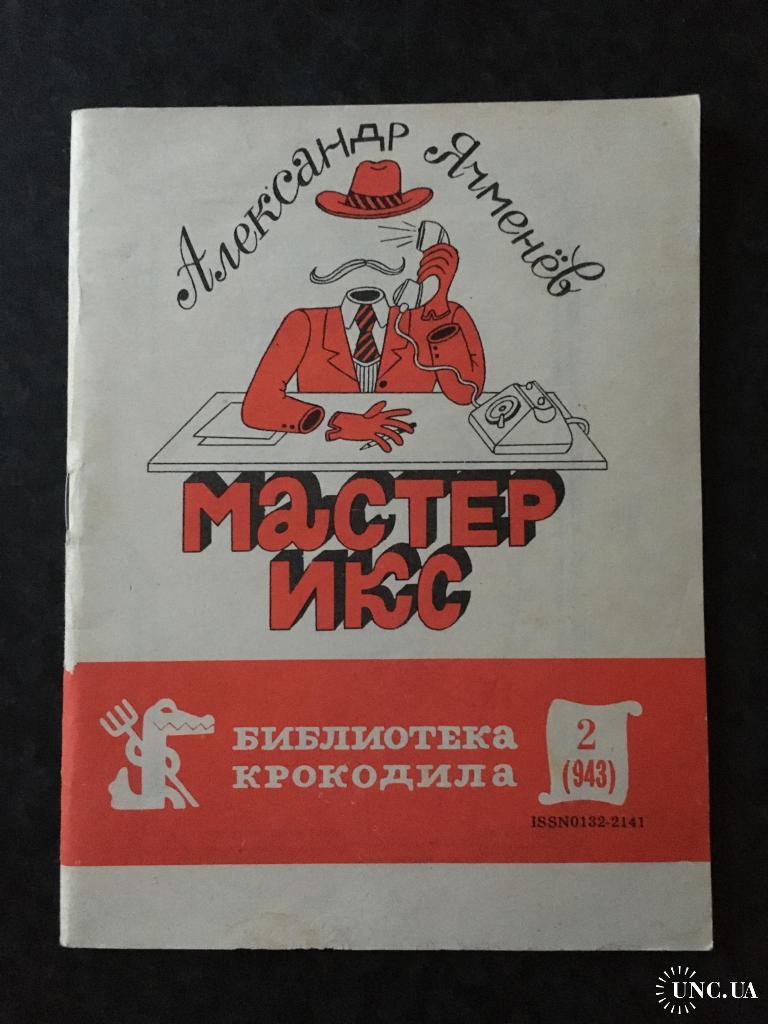 Александр Ячменёв
МаСТЕР
ИКС
БИБЛИОТЕКА
КРОКОДИЛА
2
(943)
ISSN0132-2141
UNC.UA